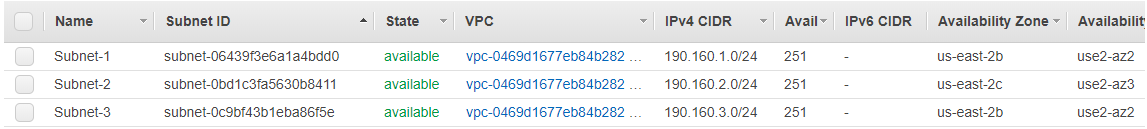 Name Subnet ID State VPC IPv4 CIDR Avail IPv6 CIDR Availability Zone Availability
Subnet-1 subnet-06439f3e6a1a4bdd0 available vpc-0469d1677eb84b282 ... 190.160.1.0/24 251 - us-east-2b use2-az2
Subnet-2 subnet-0bd1c3fa5630b8411 available vpc-0469d1677eb84b282 ... 190.160.2.0/24 251 - us-east-2c use2-az3
Subnet-3 subnet-0c9bf43b1eba86f5e available vpc-0469d1677eb84b282 ... 190.160.3.0/24 251 - us-east-2b use2-az2